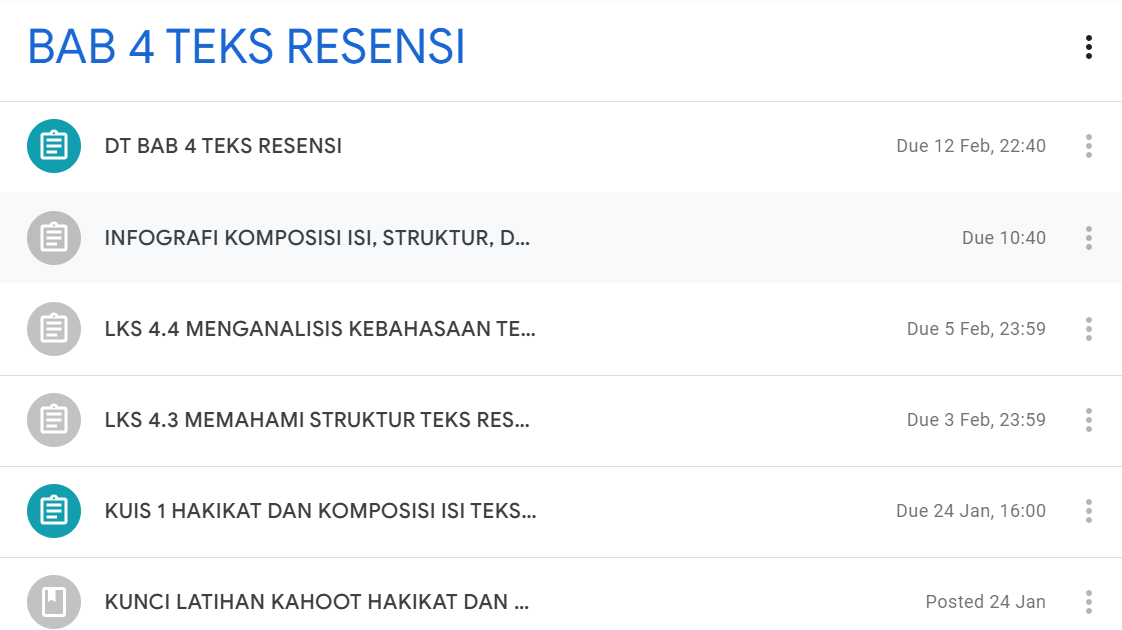 BAB 4 TEKS RESENSI
DT BAB 4 TEKS RESENSI
Due 12 Feb, 22:40
INFOGRAFI KOMPOSISI ISI, STRUKTUR, D...
Due 10:40
LKS 4.4 MENGANALISIS KEBAHASAAN TE...
Due 5 Feb, 23:59
LKS 4.3 MEMAHAMI STRUKTUR TEKS RES...
Due 3 Feb, 23:59
KUIS 1 HAKIKAT DAN KOMPOSISI ISI TEKS...
Due 24 Jan, 16:00
KUNCI LATIHAN KAHOOT HAKIKAT DAN ...
Posted 24 Jan